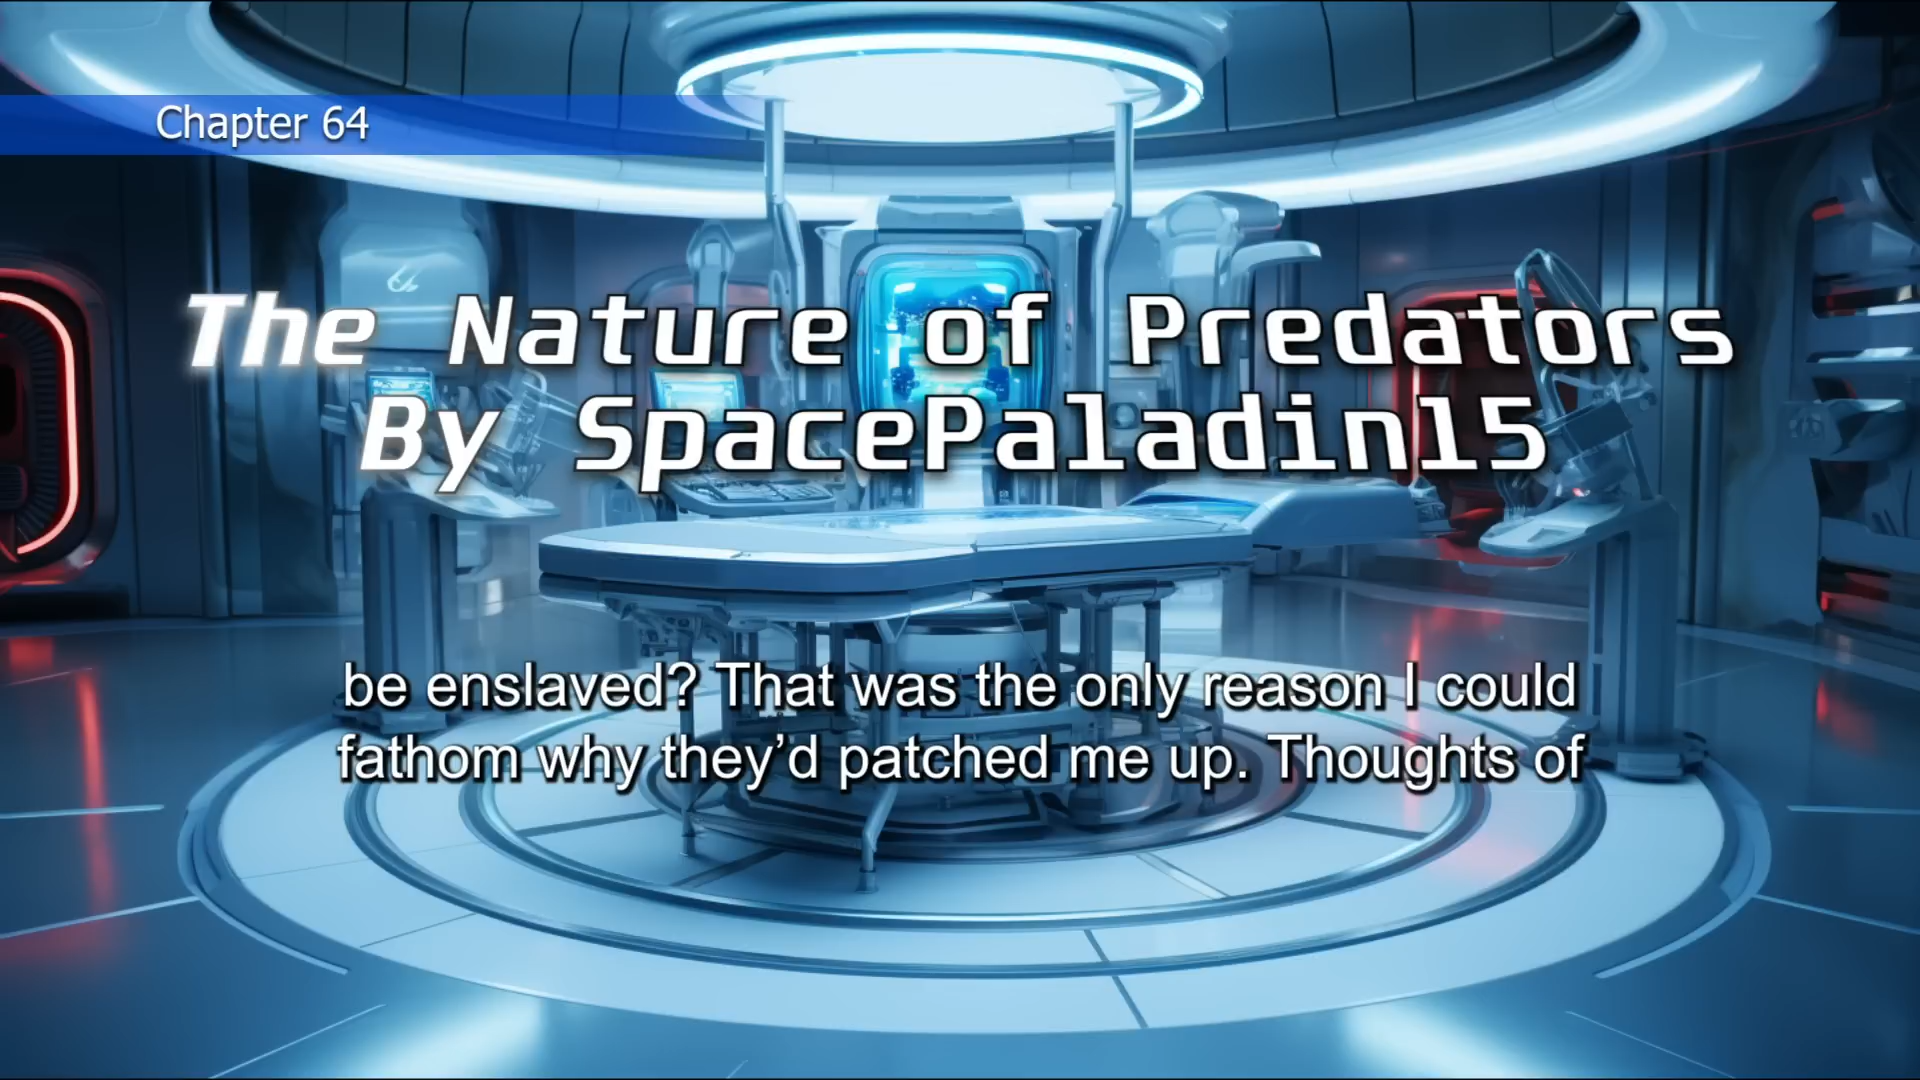 Chapter 64
The Nature of Predators
By SpacePaladin15
be enslaved? That was the only reason I could
fathom why they’d patched me up. Thoughts of